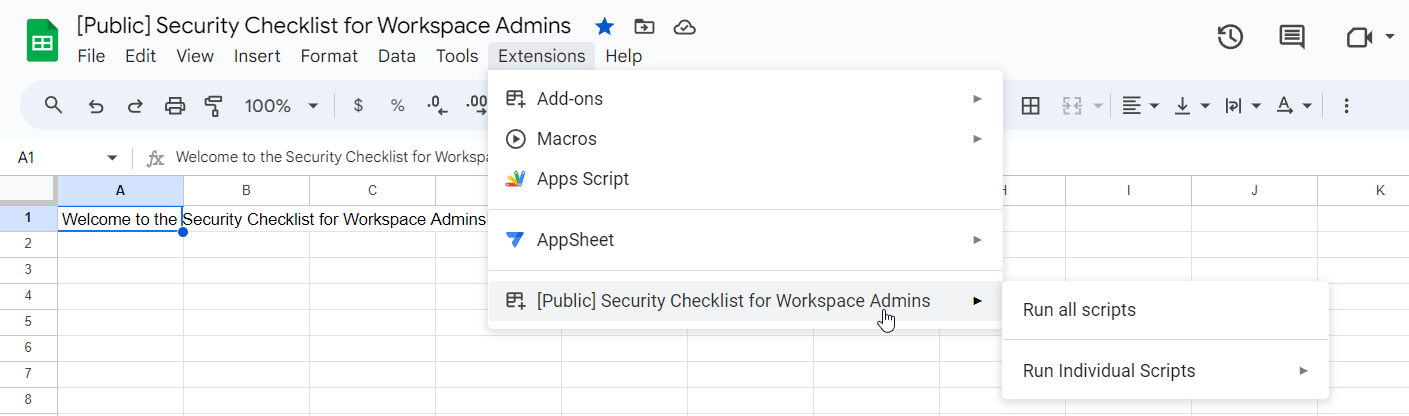 [Public] Security Checklist for Workspace Admins
File Edit View Insert Format Data Tools Extensions Help
100% $ % .0 .00
A1 fx Welcome to the Security Checklist for Workspa
Add-ons
Macros
Apps Script
AppSheet
[Public] Security Checklist for Workspace Admins
Run all scripts
Run Individual Scripts
A B C H I J K
1 Welcome to the Security Checklist for Workspace Admins
2
3
4
5
6
7
8